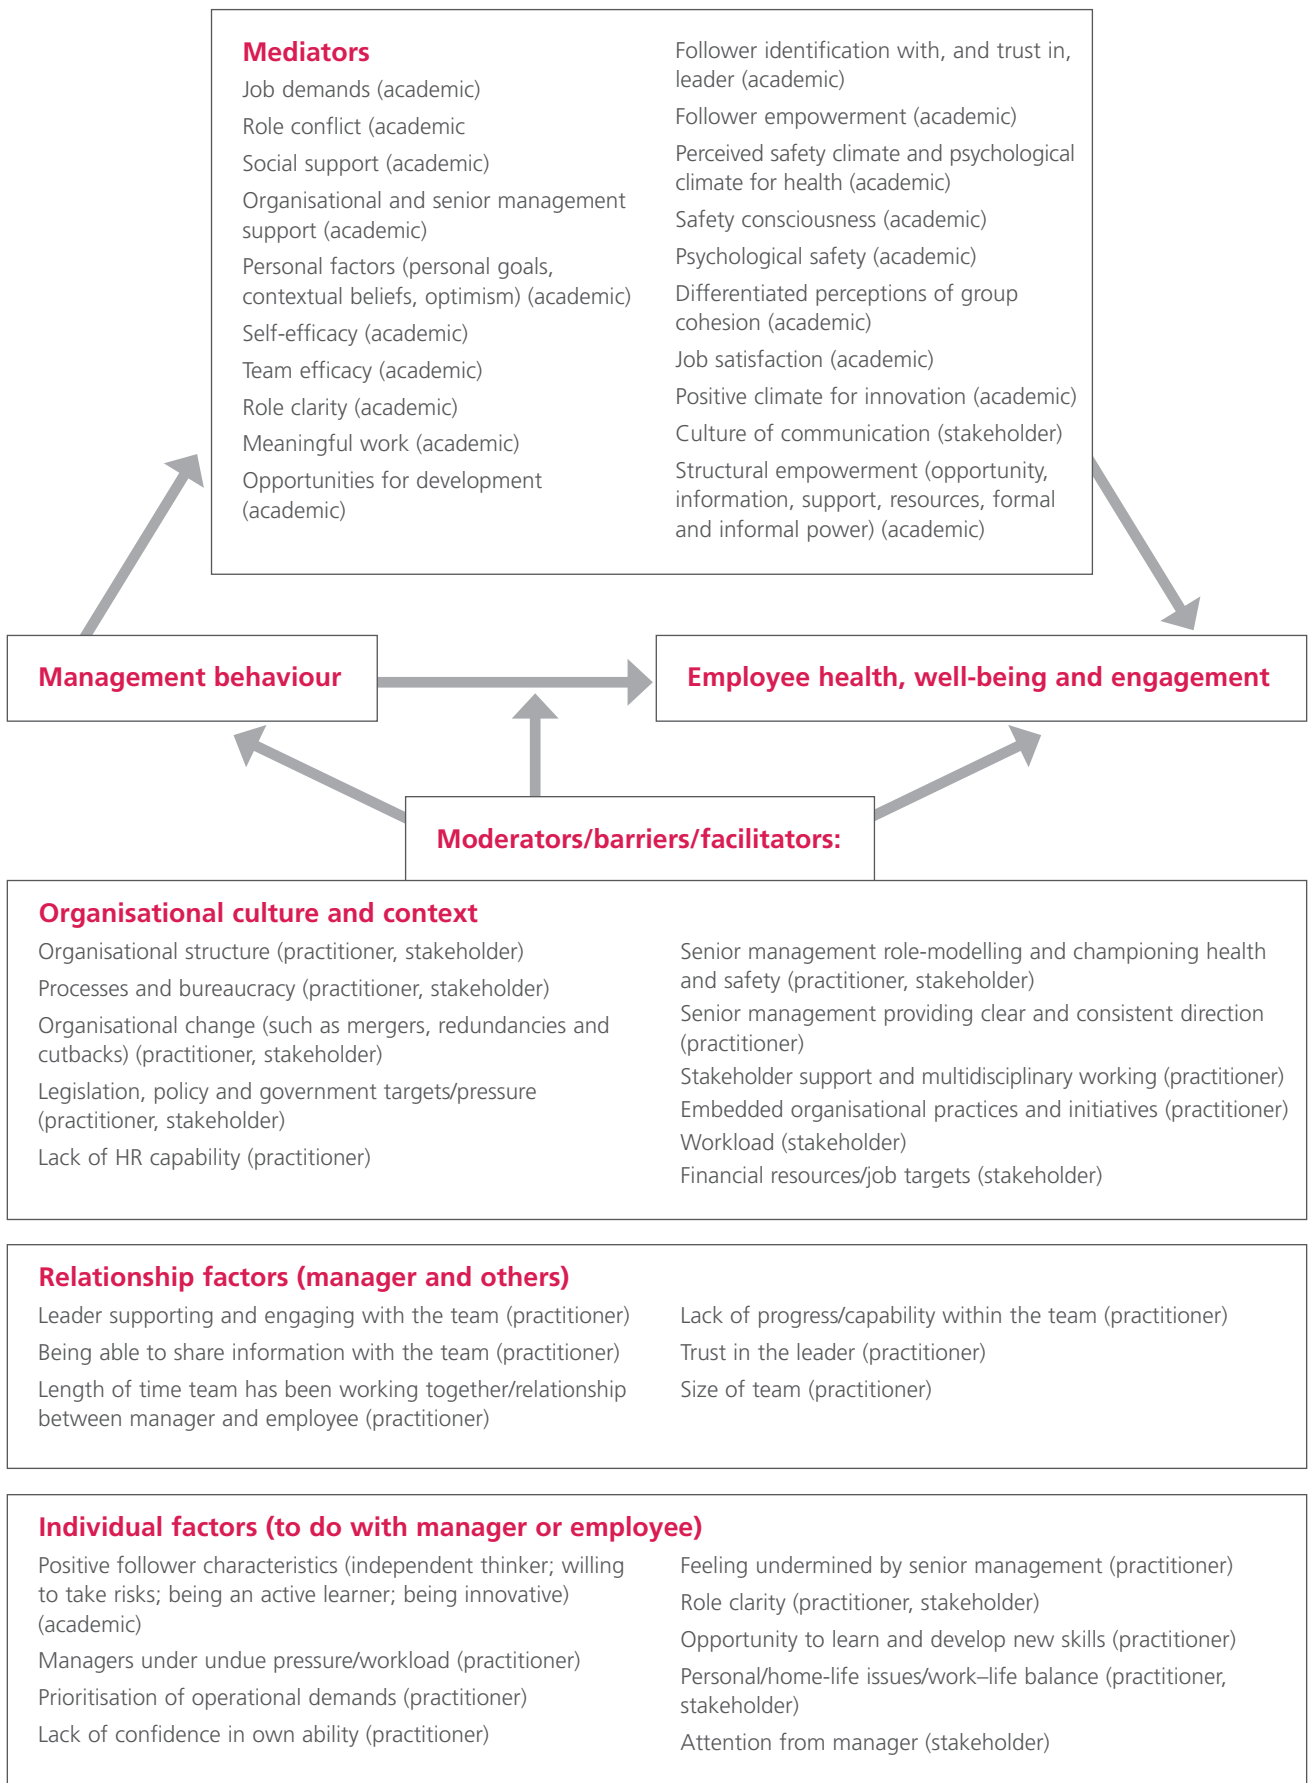 Mediators
Job demands (academic)
Role conflict (academic
Social support (academic)
Organisational and senior management
support (academic)
Personal factors (personal goals,
contextual beliefs, optimism) (academic)
Self-efficacy (academic)
Team efficacy (academic)
Role clarity (academic)
Meaningful work (academic)
Opportunities for development
(academic)
Follower identification with, and trust in,
leader (academic)
Follower empowerment (academic)
Perceived safety climate and psychological
climate for health (academic)
Safety consciousness (academic)
Psychological safety (academic)
Differentiated perceptions of group
cohesion (academic)
Job satisfaction (academic)
Positive climate for innovation (academic)
Culture of communication (stakeholder)
Structural empowerment (opportunity,
information, support, resources, formal
and informal power) (academic)
Management behaviour
Employee health, well-being and engagement
Moderators/barriers/facilitators:
Organisational culture and context
Organisational structure (practitioner, stakeholder)
Processes and bureaucracy (practitioner, stakeholder)
Organisational change (such as mergers, redundancies and
cutbacks) (practitioner, stakeholder)
Legislation, policy and government targets/pressure
(practitioner, stakeholder)
Lack of HR capability (practitioner)
Senior management role-modelling and championing health
and safety (practitioner, stakeholder)
Senior management providing clear and consistent direction
(practitioner)
Stakeholder support and multidisciplinary working (practitioner)
Embedded organisational practices and initiatives (practitioner)
Workload (stakeholder)
Financial resources/job targets (stakeholder)
Relationship factors (manager and others)
Leader supporting and engaging with the team (practitioner)
Being able to share information with the team (practitioner)
Length of time team has been working together/relationship
between manager and employee (practitioner)
Lack of progress/capability within the team (practitioner)
Trust in the leader (practitioner)
Size of team (practitioner)
Individual factors (to do with manager or employee)
Positive follower characteristics (independent thinker; willing
to take risks; being an active learner; being innovative)
(academic)
Managers under undue pressure/workload (practitioner)
Prioritisation of operational demands (practitioner)
Lack of confidence in own ability (practitioner)
Feeling undermined by senior management (practitioner)
Role clarity (practitioner, stakeholder)
Opportunity to learn and develop new skills (practitioner)
Personal/home-life issues/work–life balance (practitioner,
stakeholder)
Attention from manager (stakeholder)